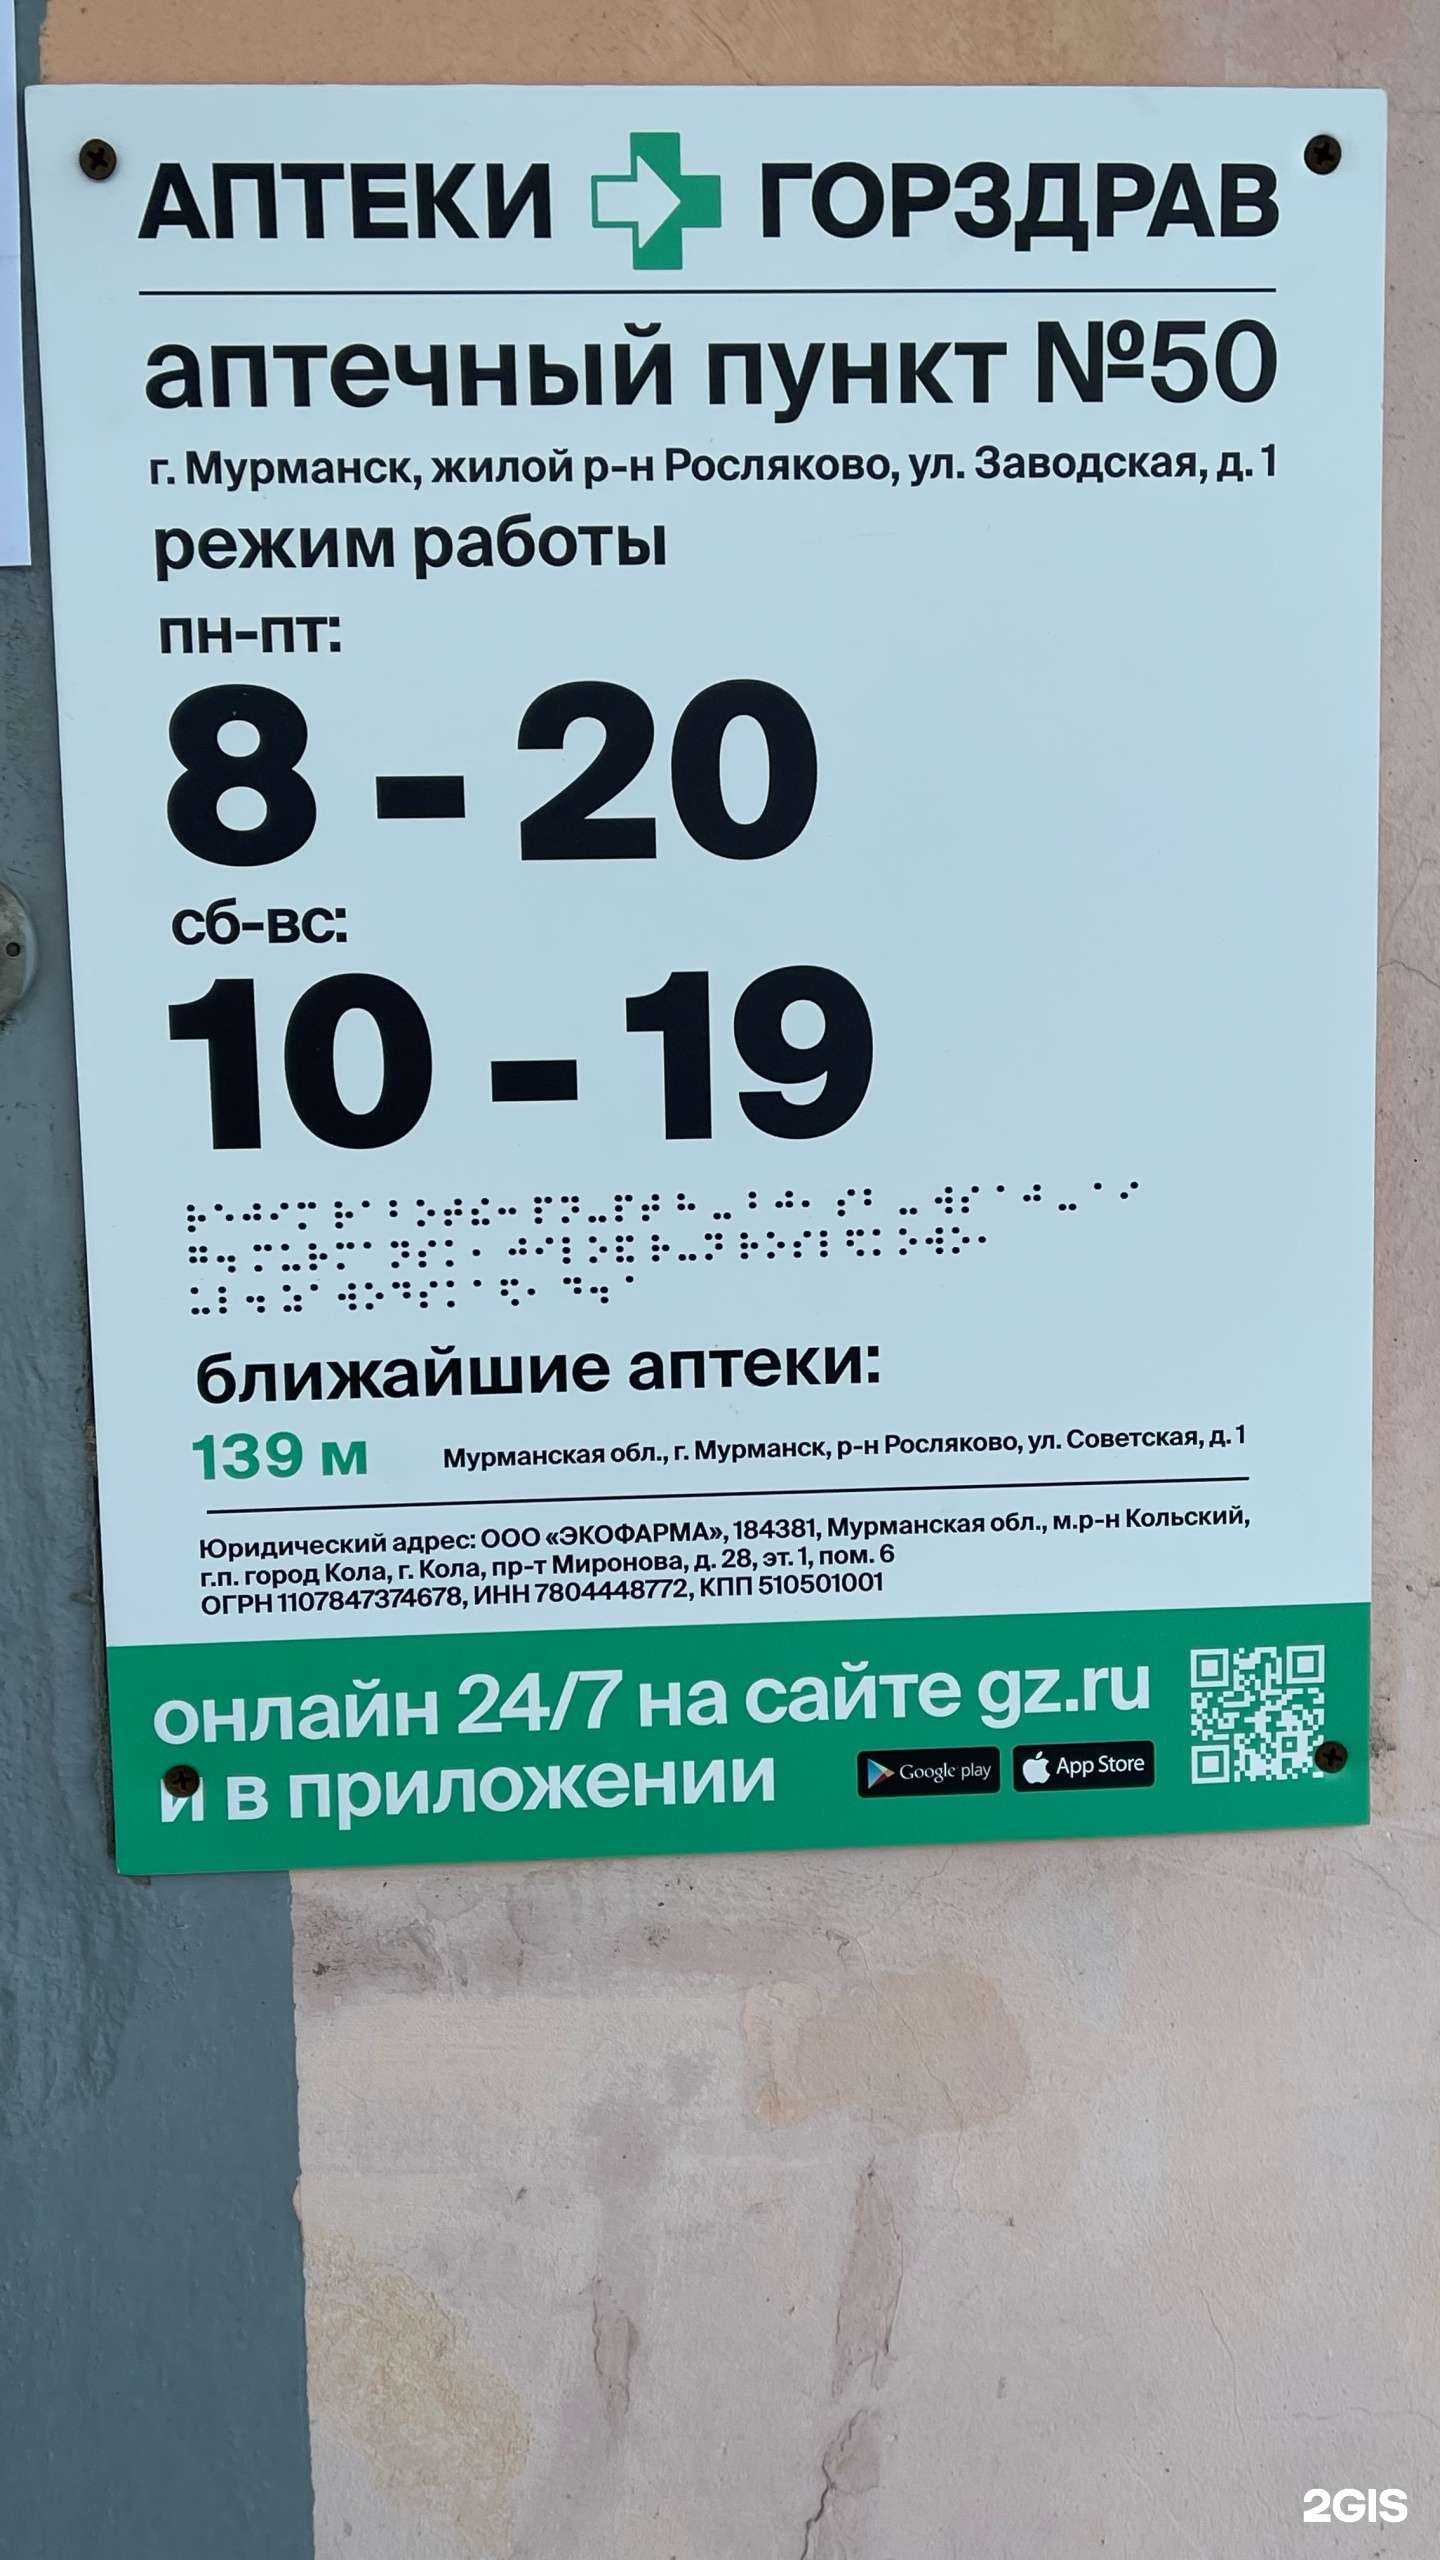 АПТЕКИ ГОРЗДРАВ
аптечный пункт №50
г. Мурманск, жилой р-н Росляково, ул. Заводская, д. 1
режим работы
пн-пт:
8 - 20
сб-вс:
10 - 19
ближайшие аптеки:
139 м Мурманская обл., г. Мурманск, р-н Росляково, ул. Советская, д. 1
Юридический адрес: ООО «ЭКОФАРМА», 184381, Мурманская обл., м.р-н Кольский,
г.п. город Кола, г. Кола, пр-т Миронова, д. 28, эт. 1, пом. 6
ОГРН 1107847374678, ИНН 7804448772, КПП 510501001
онлайн 24/7 на сайте gz.ru
и в приложении Google play App Store
2GIS